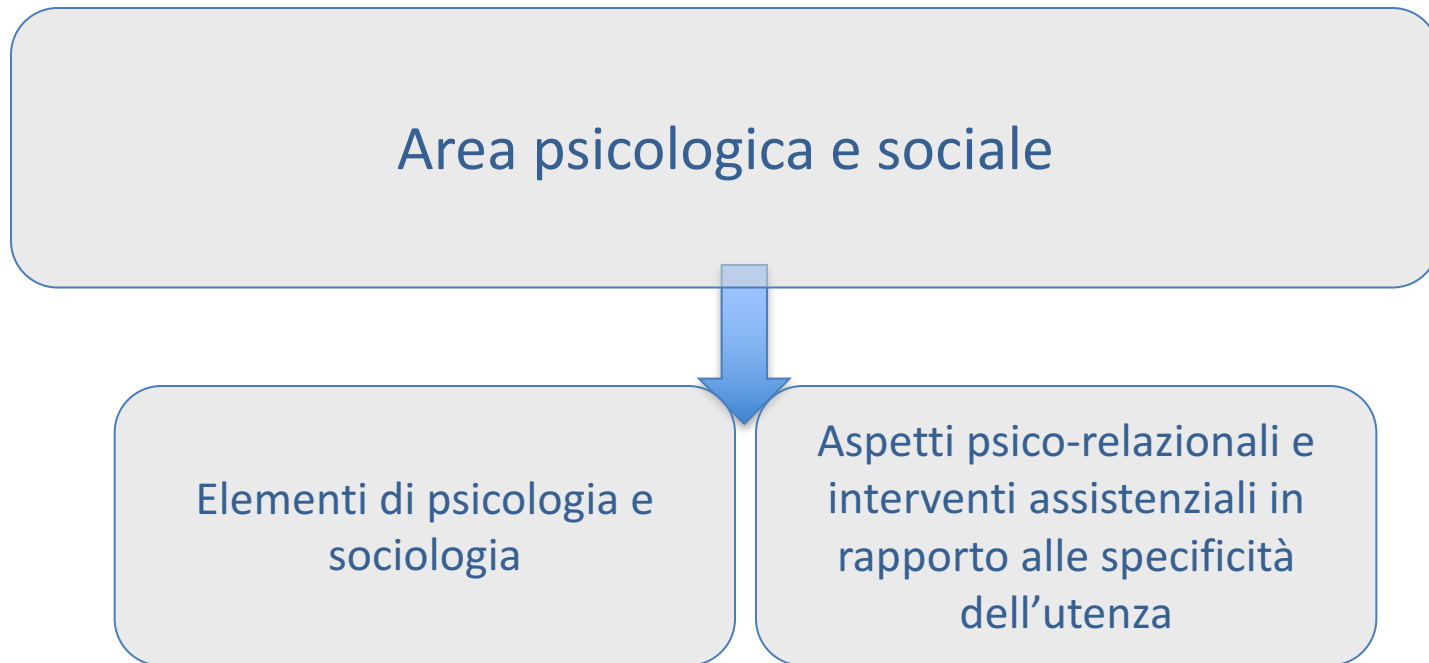 Area psicologica e sociale
Elementi di psicologia e
sociologia
Aspetti psico-relazionali e
interventi assistenziali in
rapporto alle specificità
dell’utenza